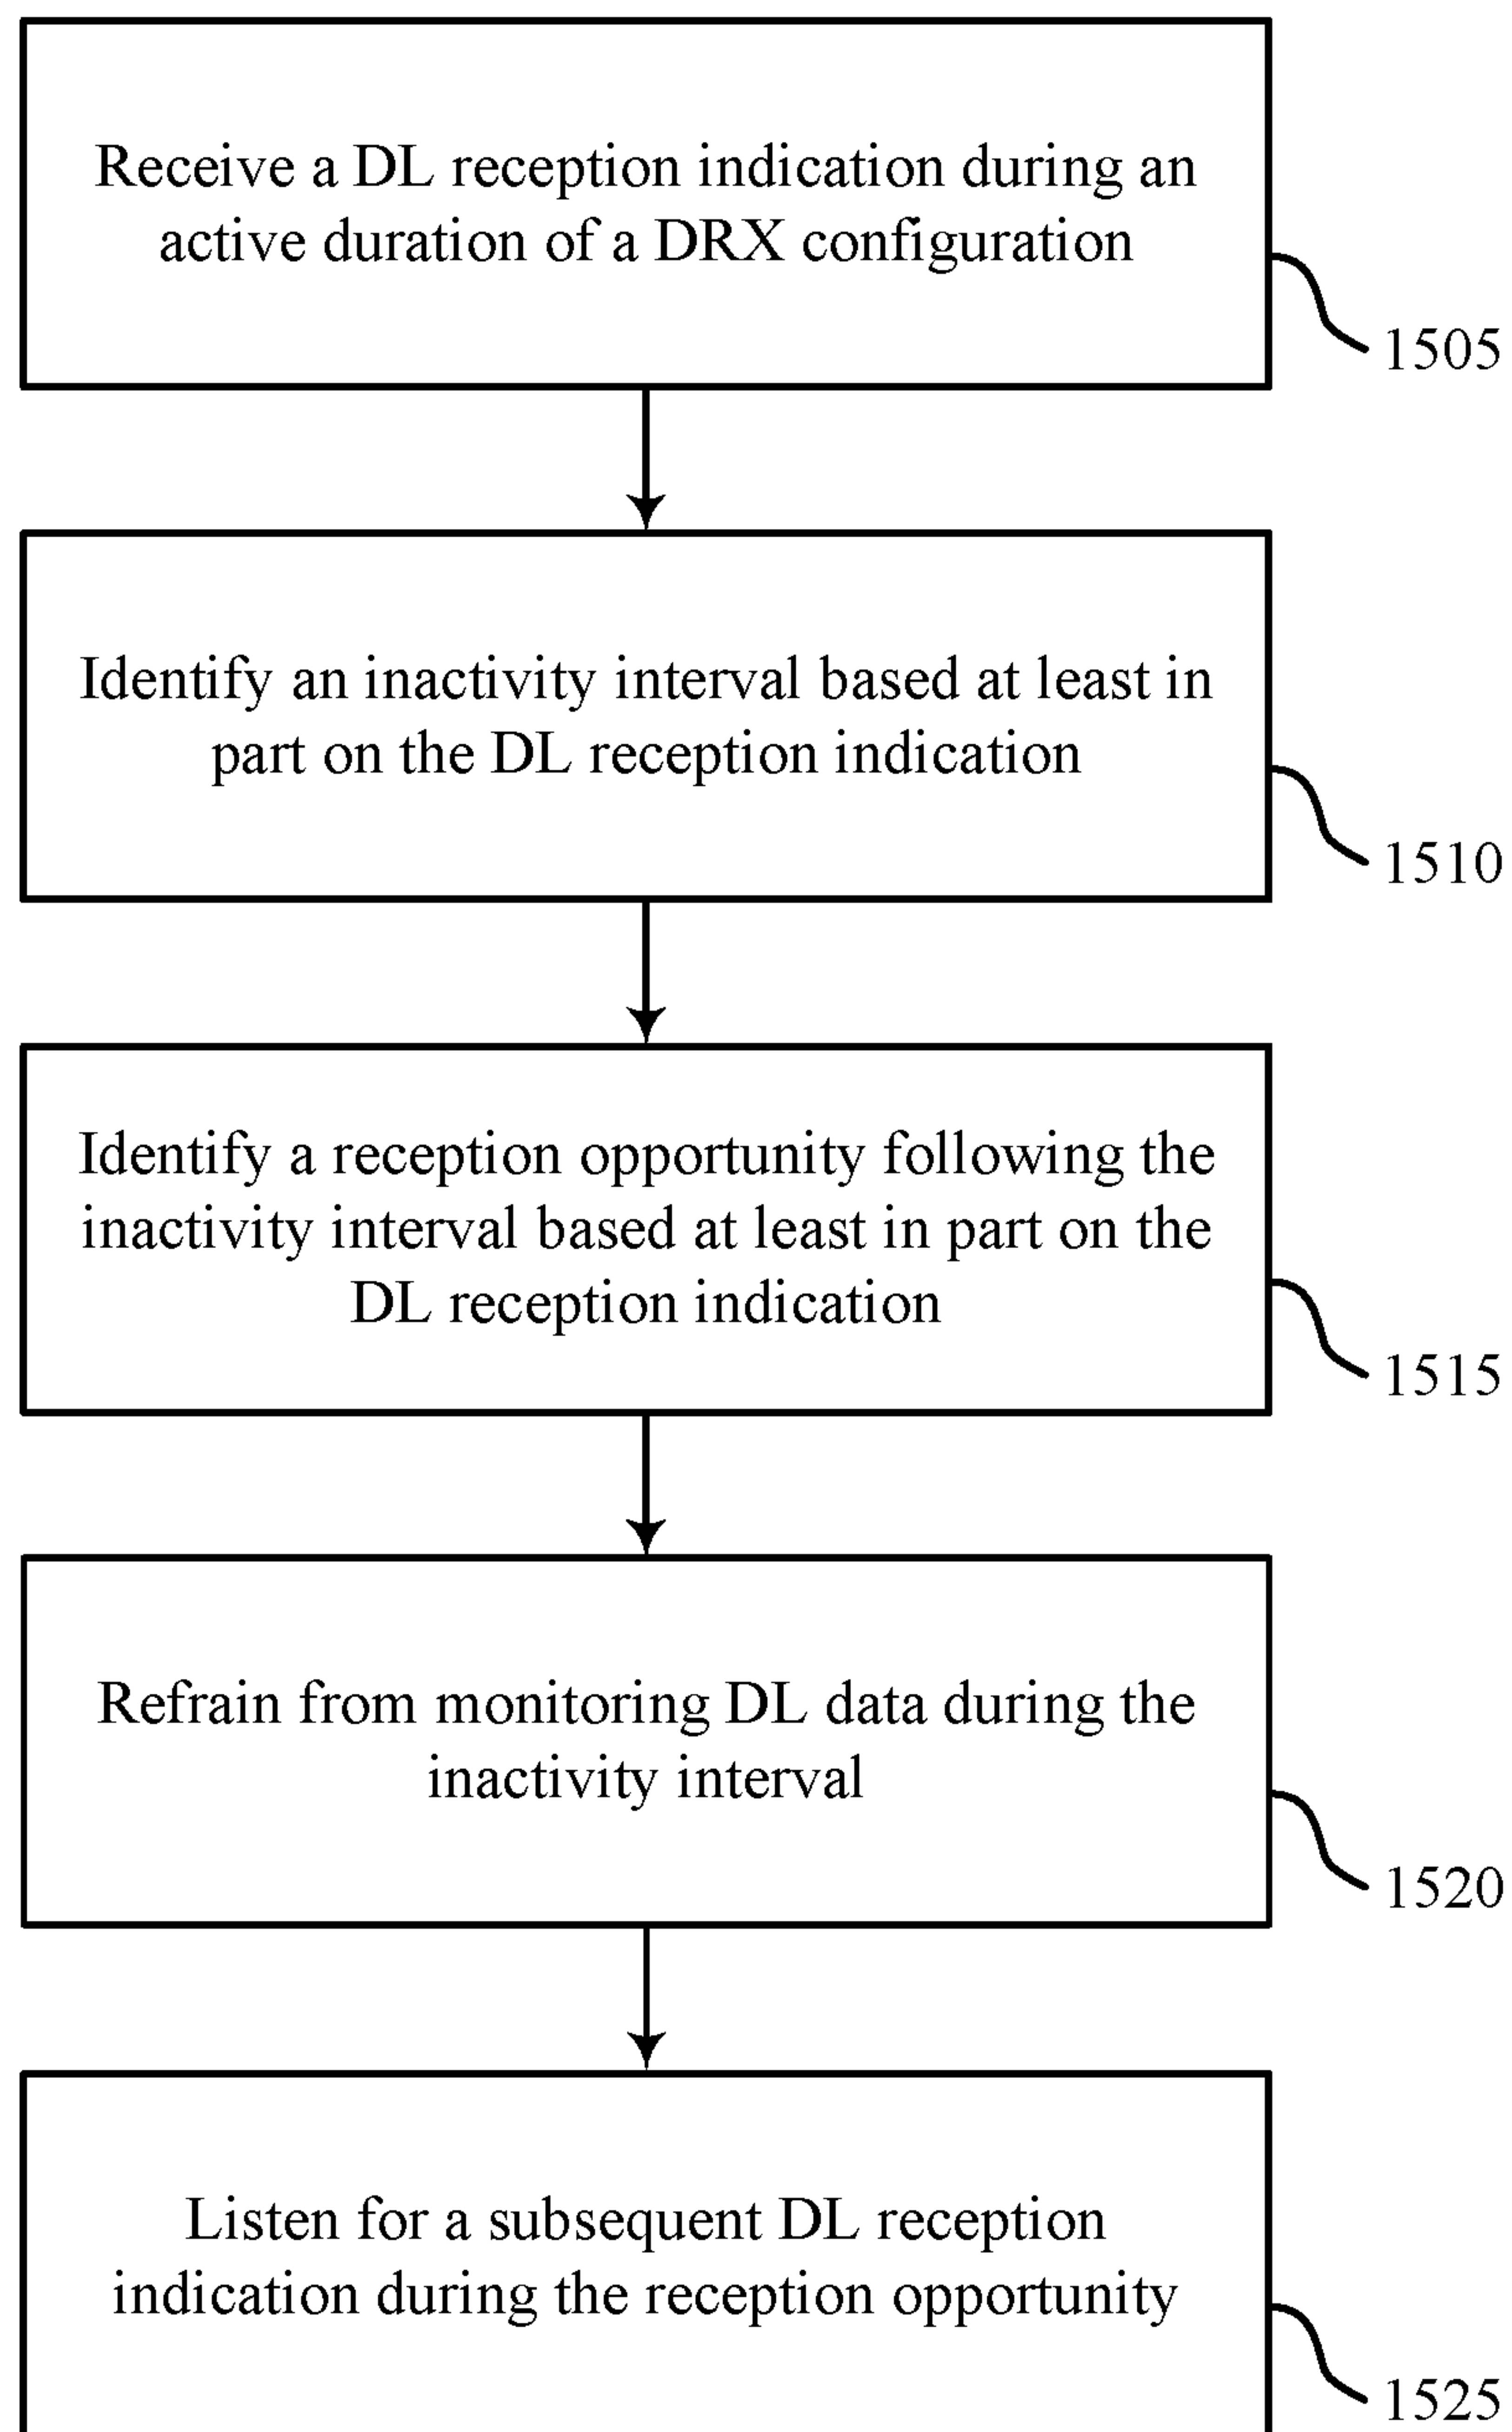 Receive a DL reception indication during an
active duration of a DRX configuration
1505
Identify an inactivity interval based at least in
part on the DL reception indication
1510
Identify a reception opportunity following the
inactivity interval based at least in part on the
DL reception indication
1515
Refrain from monitoring DL data during the
inactivity interval
1520
Listen for a subsequent DL reception
indication during the reception opportunity
1525